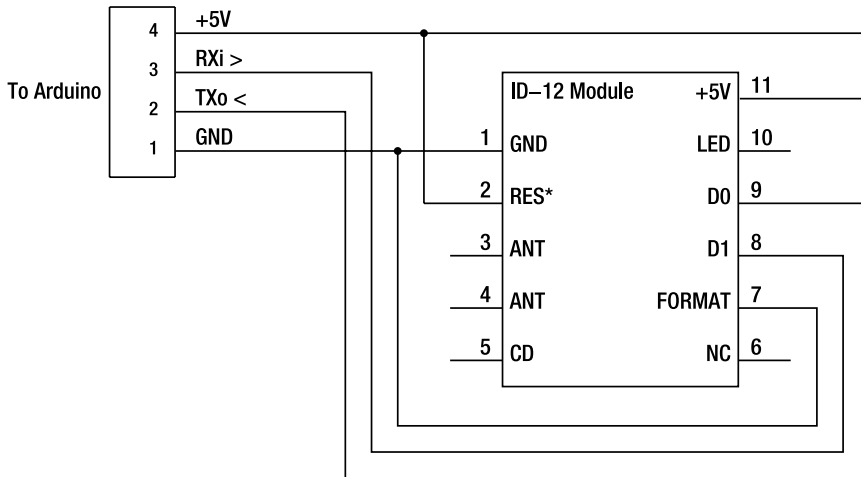 To Arduino
4 +5V
3 RXi >
2 TXo <
1 GND
ID–12 Module
1 GND
2 RES*
3 ANT
4 ANT
5 CD
+5V 11
LED 10
D0 9
D1 8
FORMAT 7
NC 6